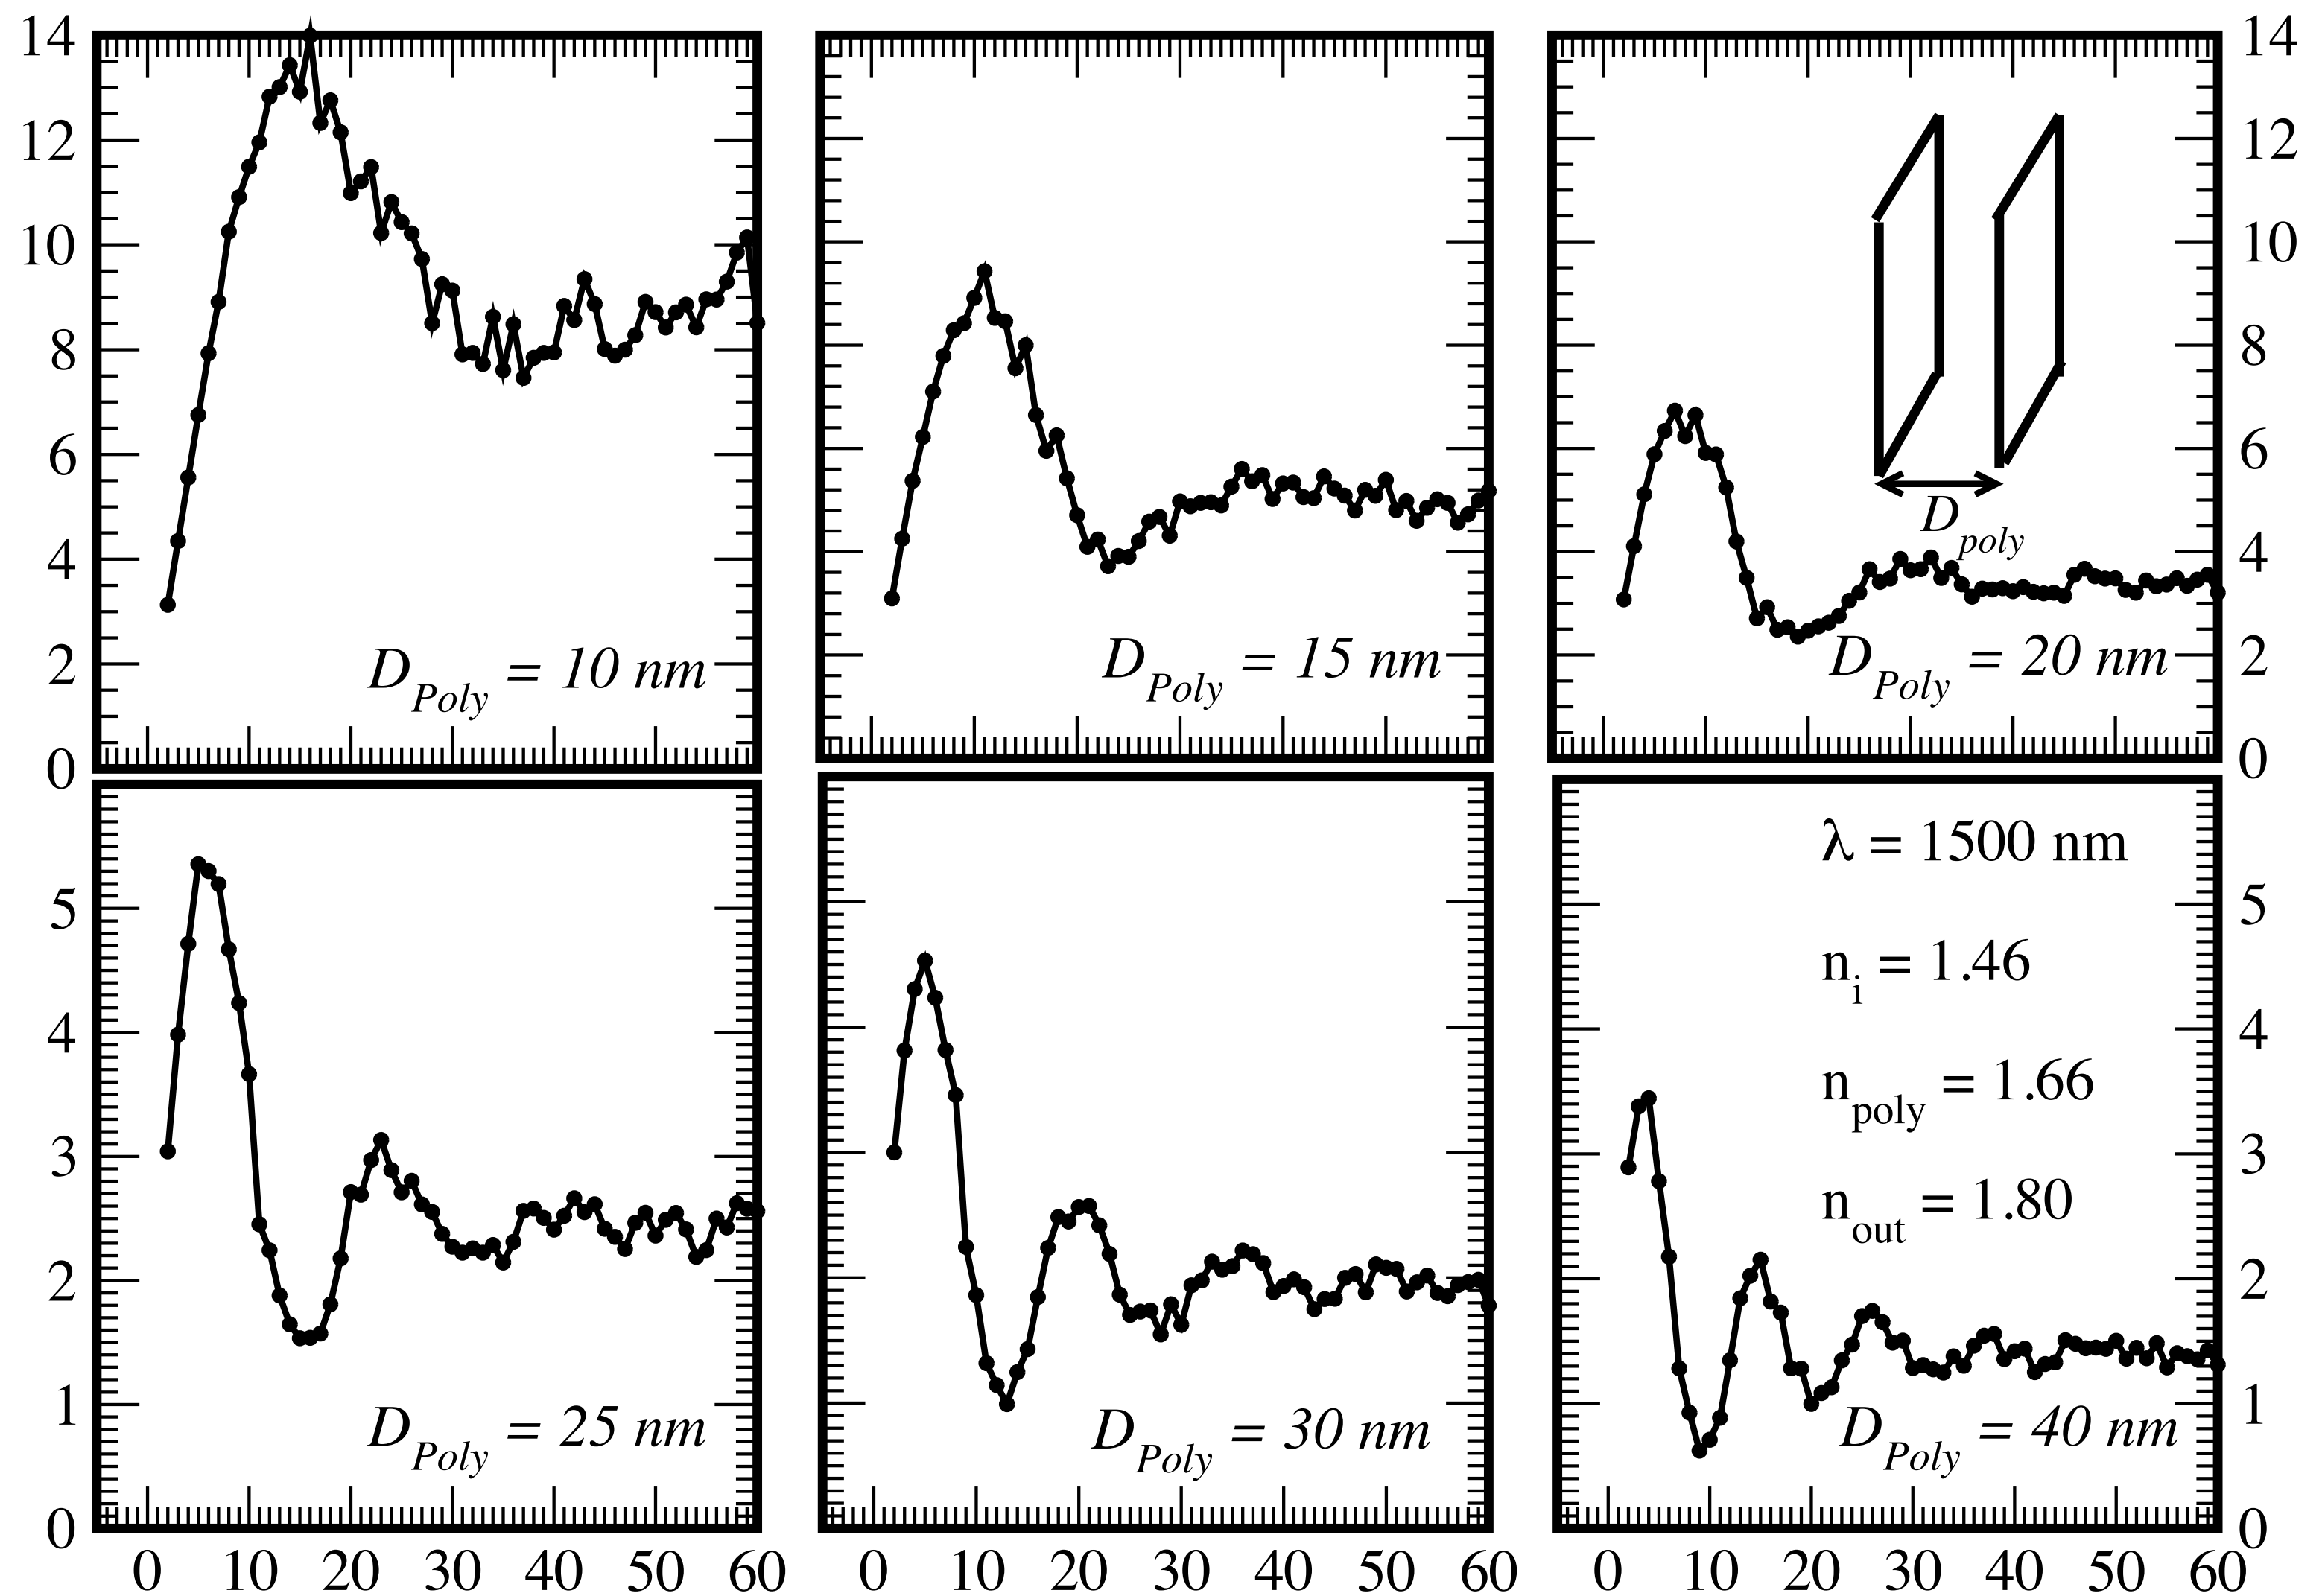 14
12
10
8
6
4
2
0
D_Poly = 10 nm
D_Poly = 15 nm
D_poly
D_Poly = 20 nm
14
12
10
8
6
4
2
0
5
4
3
2
1
0
D_Poly = 25 nm
0 10 20 30 40 50 60
D_Poly = 30 nm
0 10 20 30 40 50 60
λ = 1500 nm
n_i = 1.46
n_poly = 1.66
n_out = 1.80
D_Poly = 40 nm
0 10 20 30 40 50 60
5
4
3
2
1
0